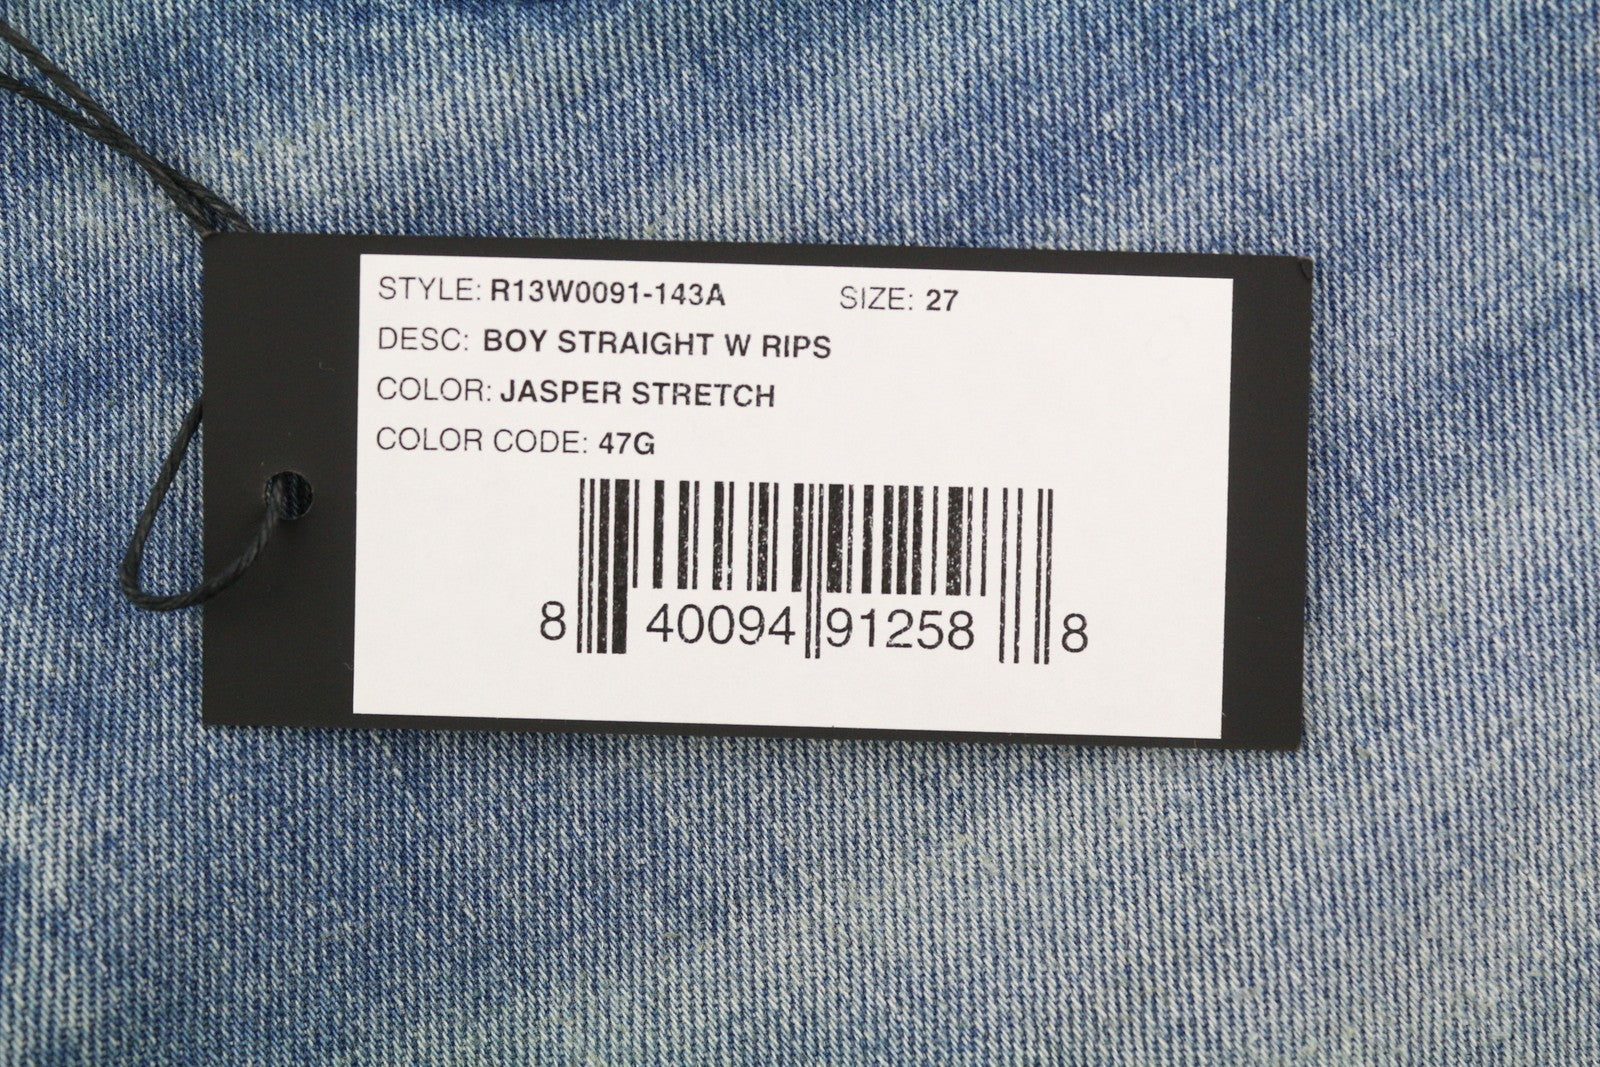 STYLE: R13W0091-143A SIZE: 27
DESC: BOY STRAIGHT W RIPS
COLOR: JASPER STRETCH
COLOR CODE: 47G
8 40094 91258 8